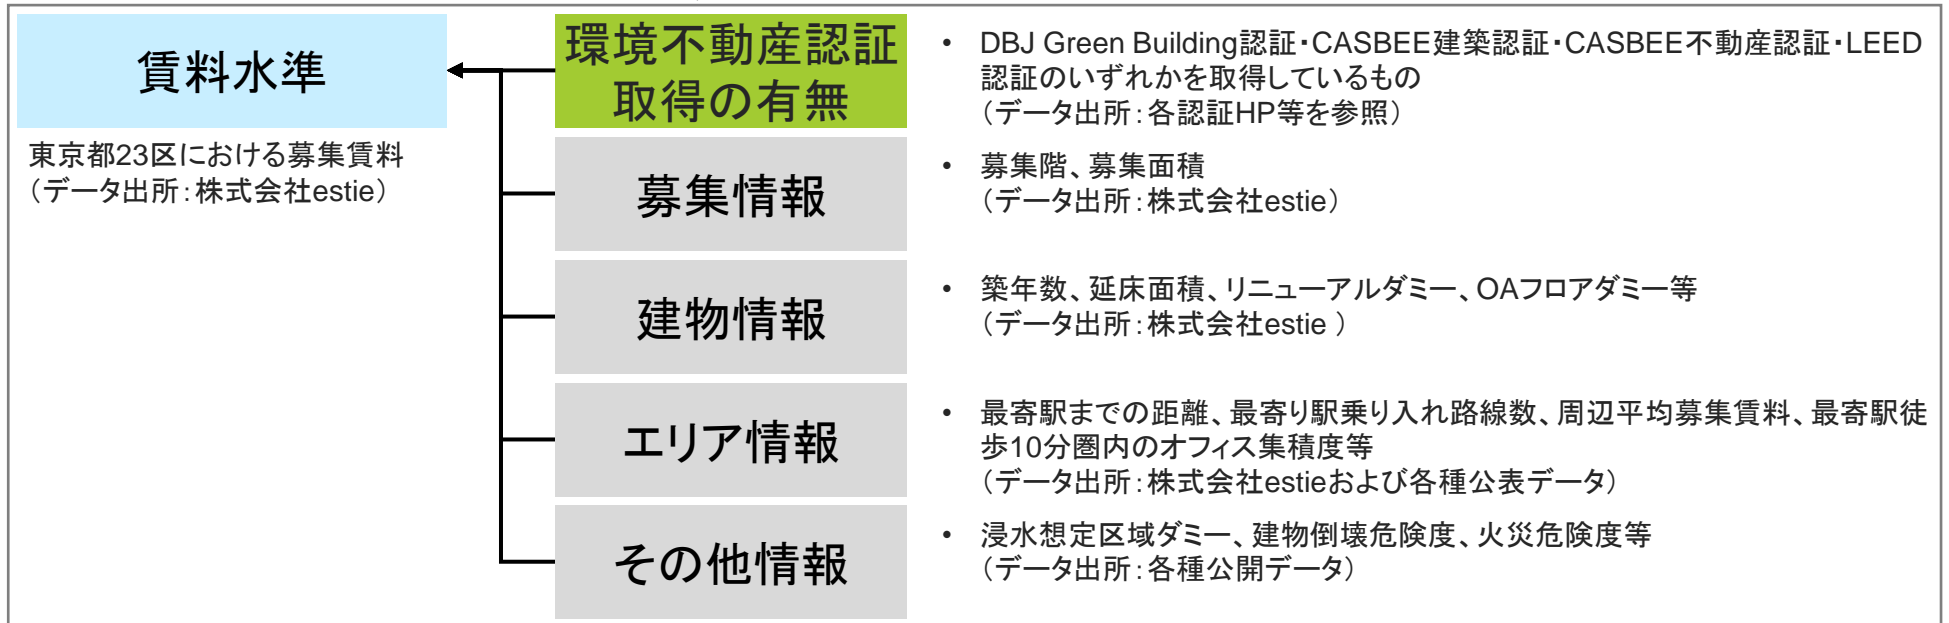 賃料水準
東京都23区における募集賃料
（データ出所：株式会社estie）
環境不動産認証
取得の有無
• DBJ Green Building認証・CASBEE建築認証・CASBEE不動産認証・LEED
認証のいずれかを取得しているもの
（データ出所：各認証HP等を参照）
募集情報
• 募集階、募集面積
（データ出所：株式会社estie）
建物情報
• 築年数、延床面積、リニューアルダミー、OAフロアダミー等
（データ出所：株式会社estie ）
エリア情報
• 最寄駅までの距離、最寄り駅乗り入れ路線数、周辺平均募集賃料、最寄駅徒
歩10分圏内のオフィス集積度等
（データ出所：株式会社estieおよび各種公表データ）
その他情報
• 浸水想定区域ダミー、建物倒壊危険度、火災危険度等
（データ出所：各種公開データ）